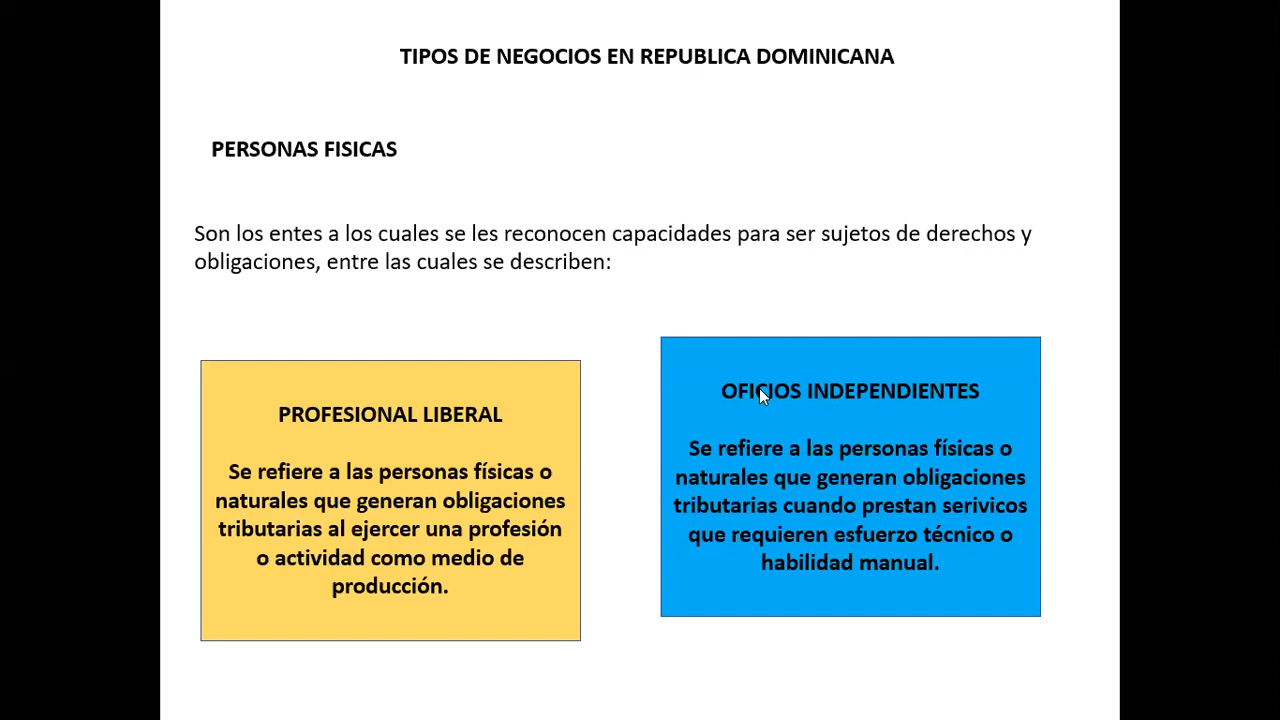 TIPOS DE NEGOCIOS EN REPUBLICA DOMINICANA
PERSONAS FISICAS
Son los entes a los cuales se les reconocen capacidades para ser sujetos de derechos y
obligaciones, entre las cuales se describen:
PROFESIONAL LIBERAL
Se refiere a las personas físicas o
naturales que generan obligaciones
tributarias al ejercer una profesión
o actividad como medio de
producción.
OFICIOS INDEPENDIENTES
Se refiere a las personas físicas o
naturales que generan obligaciones
tributarias cuando prestan serivicos
que requieren esfuerzo técnico o
habilidad manual.